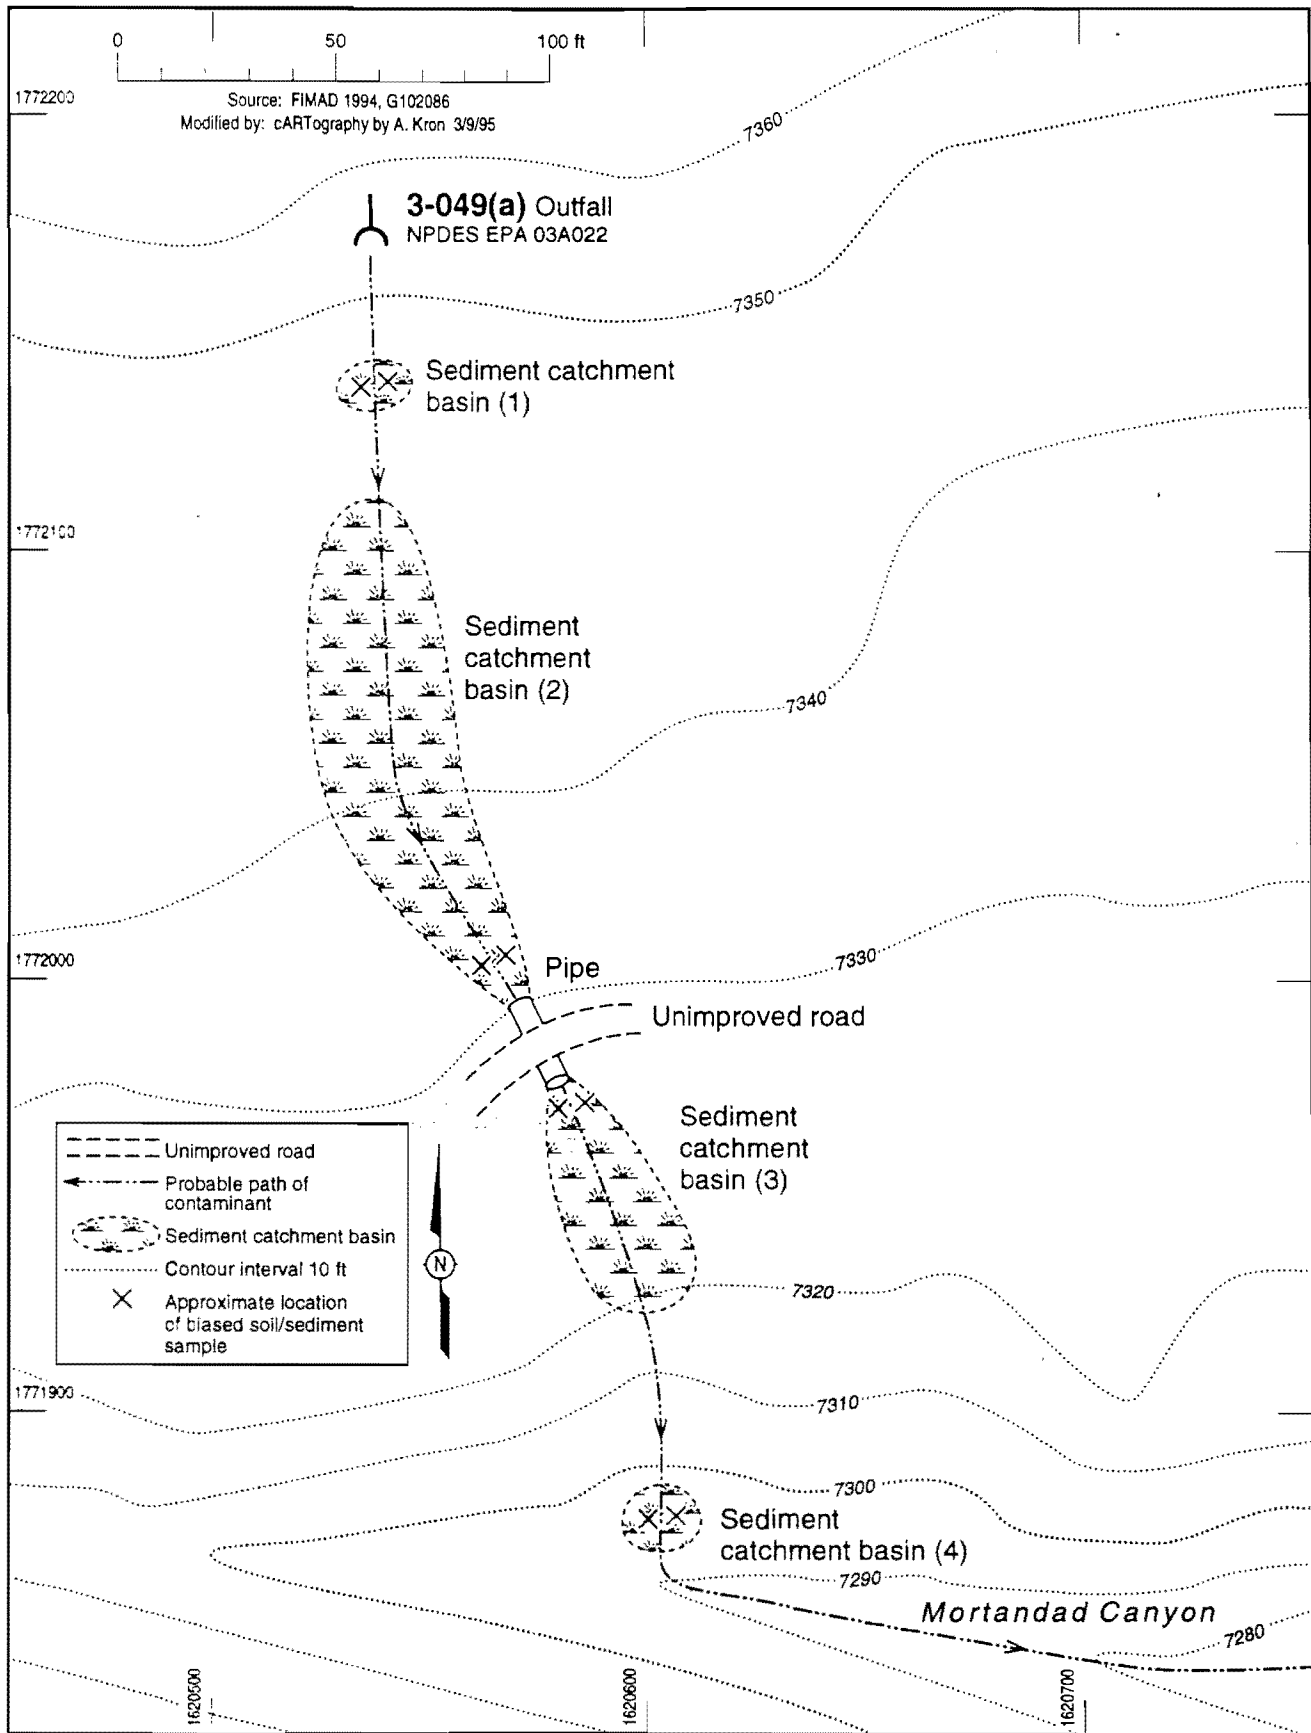 0 50 100 ft
1772200
Source: FIMAD 1994, G102086
Modified by: cARTography by A. Kron 3/9/95
7360
3-049(a) Outfall
NPDES EPA 03A022
7350
Sediment catchment
basin (1)
1772100
Sediment
catchment
basin (2)
7340
1772000
Pipe
7330
Unimproved road
Sediment
catchment
basin (3)
Unimproved road
Probable path of
contaminant
Sediment catchment basin
Contour interval 10 ft
Approximate location
of biased soil/sediment
sample
N
7320
1771900
7310
7300
Sediment
catchment basin (4)
7290
Mortandad Canyon
7280
1620500
1620600
1620700